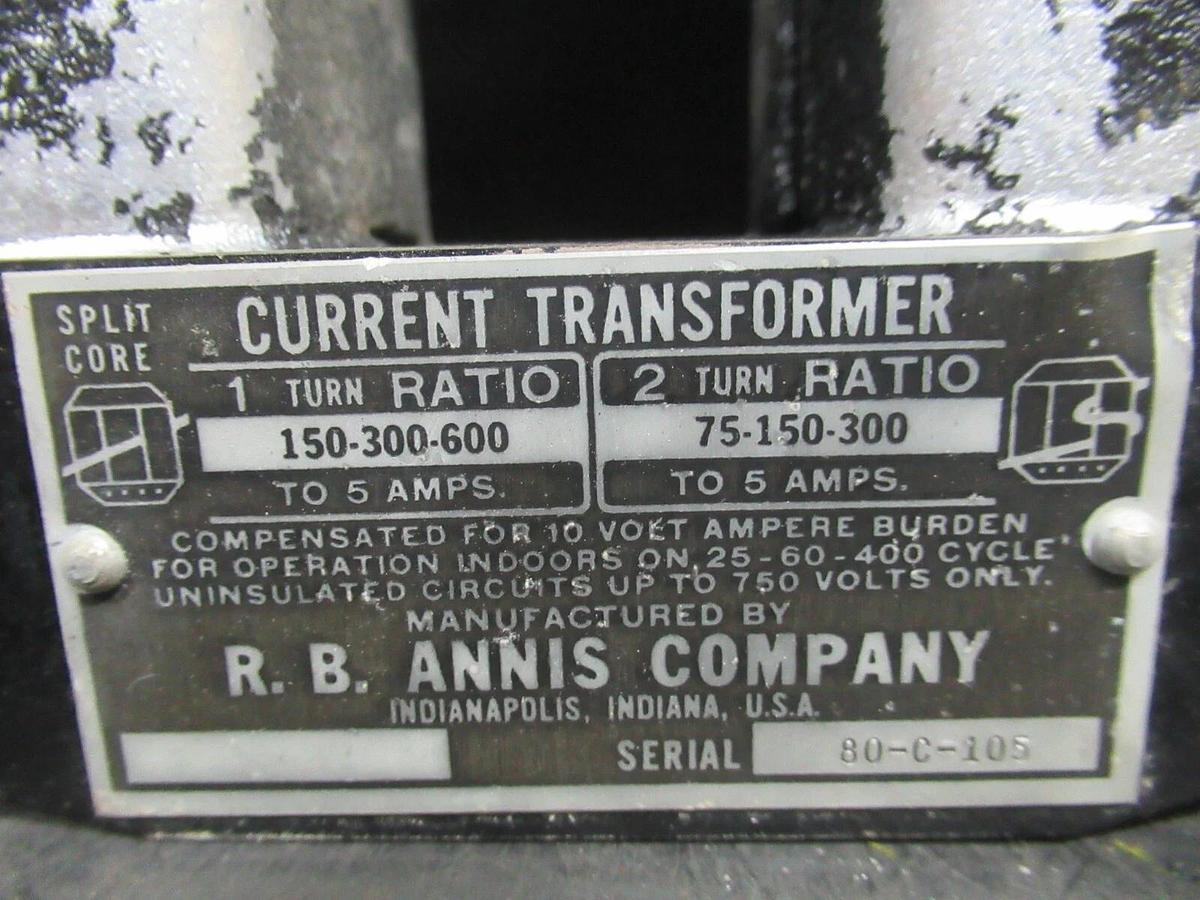 SPLIT
CORE
CURRENT TRANSFORMER
1 TURN RATIO
150-300-600
TO 5 AMPS.
2 TURN RATIO
75-150-300
TO 5 AMPS.
COMPENSATED FOR 10 VOLT AMPERE BURDEN
FOR OPERATION INDOORS ON 25-60-400 CYCLE
UNINSULATED CIRCUITS UP TO 750 VOLTS ONLY.
MANUFACTURED BY
R. B. ANNIS COMPANY
INDIANAPOLIS, INDIANA, U.S.A.
SERIAL 80-C-105